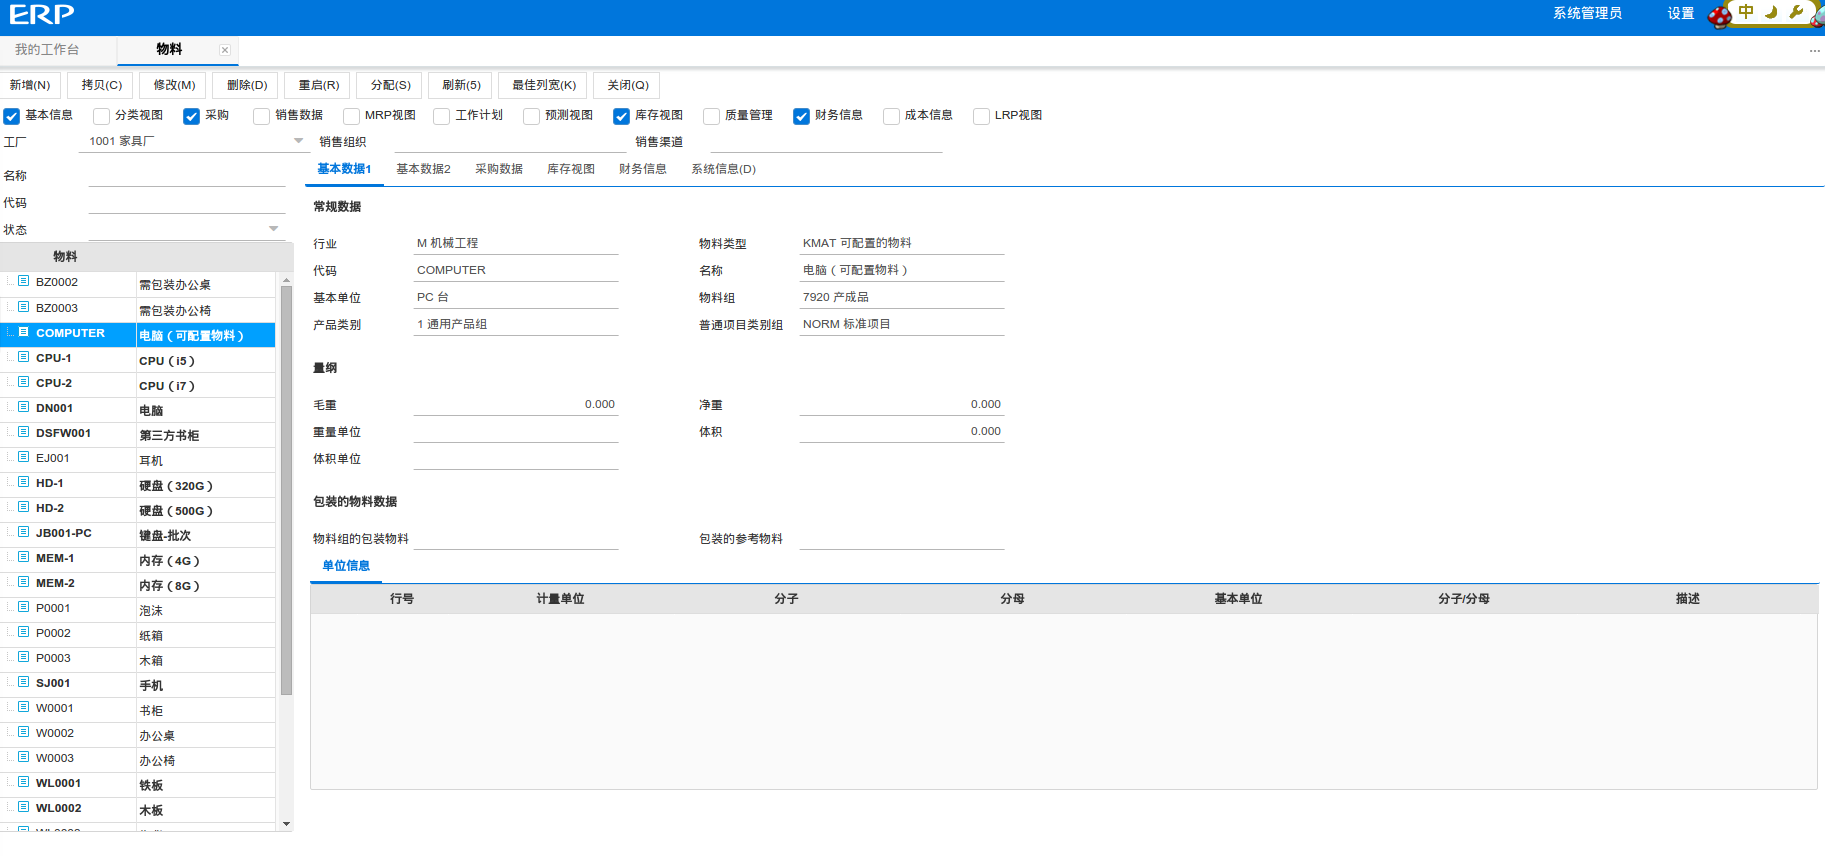 ERP 系统管理员 设置 中
我的工作台 物料
新增(N) 拷贝(C) 修改(M) 删除(D) 重启(R) 分配(S) 刷新(5) 最佳列宽(K) 关闭(Q)
基本信息 分类视图 采购 销售数据 MRP视图 工作计划 预测视图 库存视图 质量管理 财务信息 成本信息 LRP视图
工厂 1001 家具厂 销售组织 销售渠道
名称
代码
状态
物料
BZ0002 需包装办公桌
BZ0003 需包装办公椅
COMPUTER 电脑（可配置物料）
CPU-1 CPU（i5）
CPU-2 CPU（i7）
DN001 电脑
DSFW001 第三方书柜
EJ001 耳机
HD-1 硬盘（320G）
HD-2 硬盘（500G）
JB001-PC 键盘-批次
MEM-1 内存（4G）
MEM-2 内存（8G）
P0001 泡沫
P0002 纸箱
P0003 木箱
SJ001 手机
W0001 书柜
W0002 办公桌
W0003 办公椅
WL0001 铁板
WL0002 木板
基本数据1 基本数据2 采购数据 库存视图 财务信息 系统信息(D)
常规数据
行业 M 机械工程 物料类型 KMAT 可配置的物料
代码 COMPUTER 名称 电脑（可配置物料）
基本单位 PC 台 物料组 7920 产成品
产品类别 1 通用产品组 普通项目类别组 NORM 标准项目
量纲
毛重 0.000 净重 0.000
重量单位 体积 0.000
体积单位
包装的物料数据
物料组的包装物料 包装的参考物料
单位信息
行号 计量单位 分子 分母 基本单位 分子/分母 描述